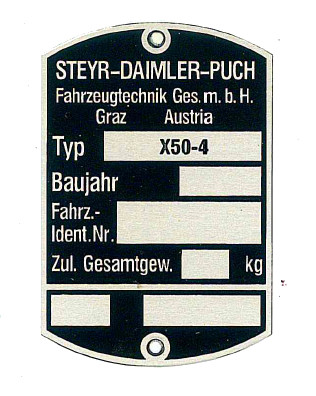 STEYR-DAIMLER-PUCH
Fahrzeugtechnik Ges.m.b.H.
Graz Austria
Typ X50-4
Baujahr
Fahrz.-
Ident.Nr.
Zul. Gesamtgew. kg